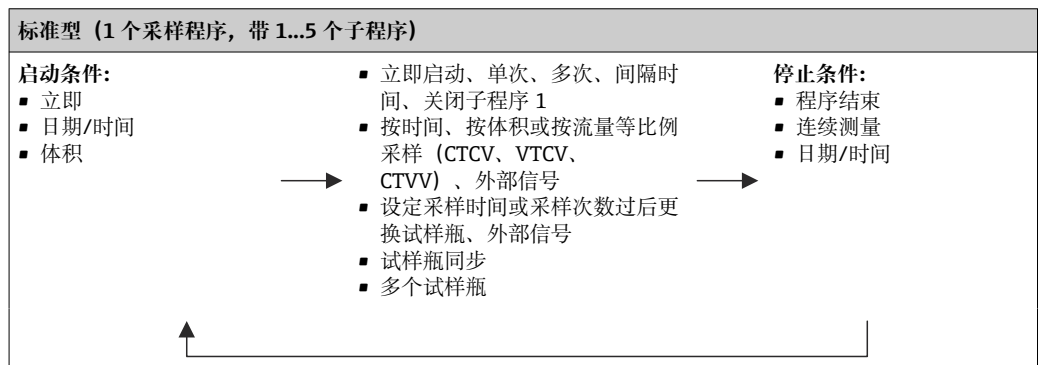 标准型（1 个采样程序，带 1...5 个子程序）
启动条件：
▪ 立即
▪ 日期/时间
▪ 体积
▪ 立即启动、单次、多次、间隔时
间、关闭子程序 1
▪ 按时间、按体积或按流量等比例
采样（CTCV、VTCV、
CTVV）、外部信号
▪ 设定采样时间或采样次数过后更
换试样瓶、外部信号
▪ 试样瓶同步
▪ 多个试样瓶
停止条件：
▪ 程序结束
▪ 连续测量
▪ 日期/时间